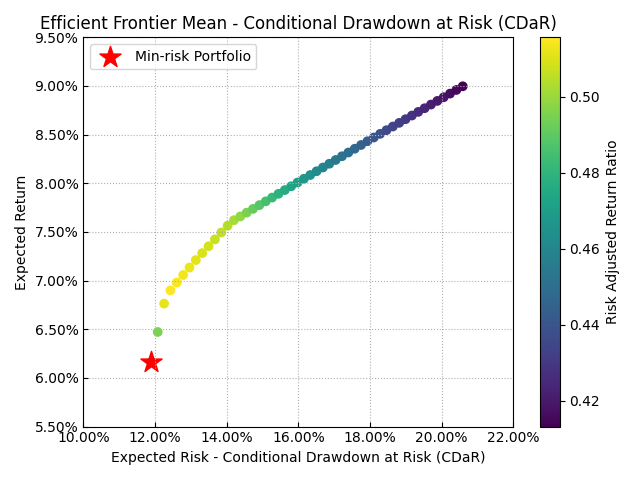 Efficient Frontier Mean - Conditional Drawdown at Risk (CDaR)
Min-risk Portfolio
9.50%
9.00%
8.50%
8.00%
7.50%
7.00%
6.50%
6.00%
5.50%
Expected Return
10.00% 12.00% 14.00% 16.00% 18.00% 20.00% 22.00%
Expected Risk - Conditional Drawdown at Risk (CDaR)
0.50
0.48
0.46
0.44
0.42
Risk Adjusted Return Ratio